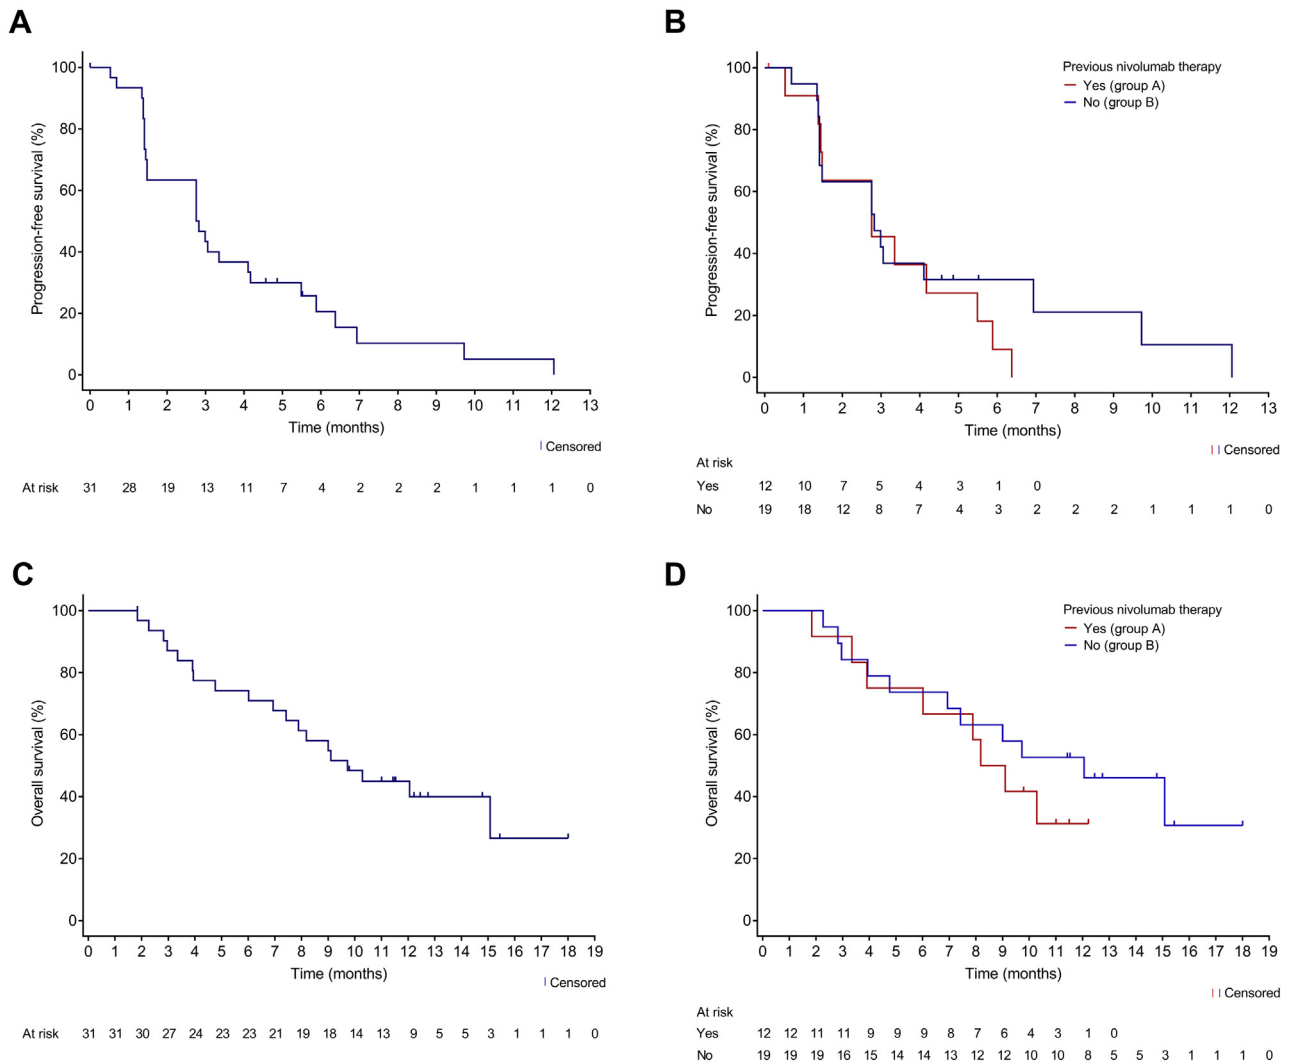 A
Progression-free survival (%)
100
80
60
40
20
0
0 1 2 3 4 5 6 7 8 9 10 11 12 13
Time (months)
Censored
At risk 31 28 19 13 11 7 4 2 2 2 1 1 1 0
B
Progression-free survival (%)
100
80
60
40
20
0
Previous nivolumab therapy
Yes (group A)
No (group B)
0 1 2 3 4 5 6 7 8 9 10 11 12 13
Time (months)
Censored
At risk
Yes 12 10 7 5 4 3 1 0
No 19 18 12 8 7 4 3 2 2 2 1 1 1 0
C
Overall survival (%)
100
80
60
40
20
0
0 1 2 3 4 5 6 7 8 9 10 11 12 13 14 15 16 17 18 19
Time (months)
Censored
At risk 31 31 30 27 24 23 23 21 19 18 14 13 9 5 5 3 1 1 1 0
D
Overall survival (%)
100
80
60
40
20
0
Previous nivolumab therapy
Yes (group A)
No (group B)
0 1 2 3 4 5 6 7 8 9 10 11 12 13 14 15 16 17 18 19
Time (months)
Censored
At risk
Yes 12 12 11 11 9 9 9 8 7 6 4 3 1 0
No 19 19 19 16 15 14 14 13 12 12 10 10 8 5 5 3 1 1 1 0